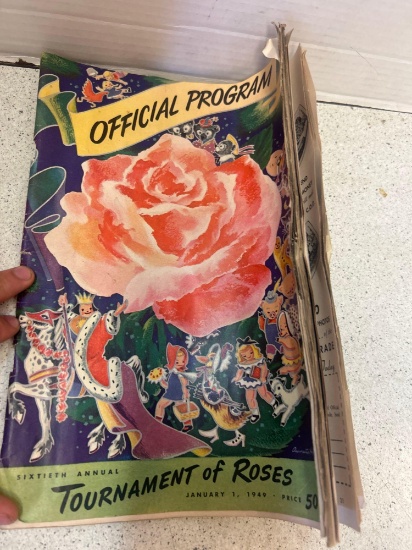 OFFICIAL PROGRAM
SIXTIETH ANNUAL
TOURNAMENT of ROSES
JANUARY 1, 1949 - PRICE 50